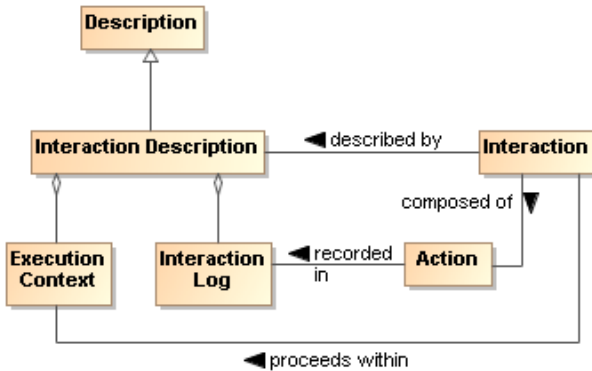 Description
Interaction Description
described by
Interaction
composed of
Execution
Context
Interaction
Log
recorded
in
Action
proceeds within